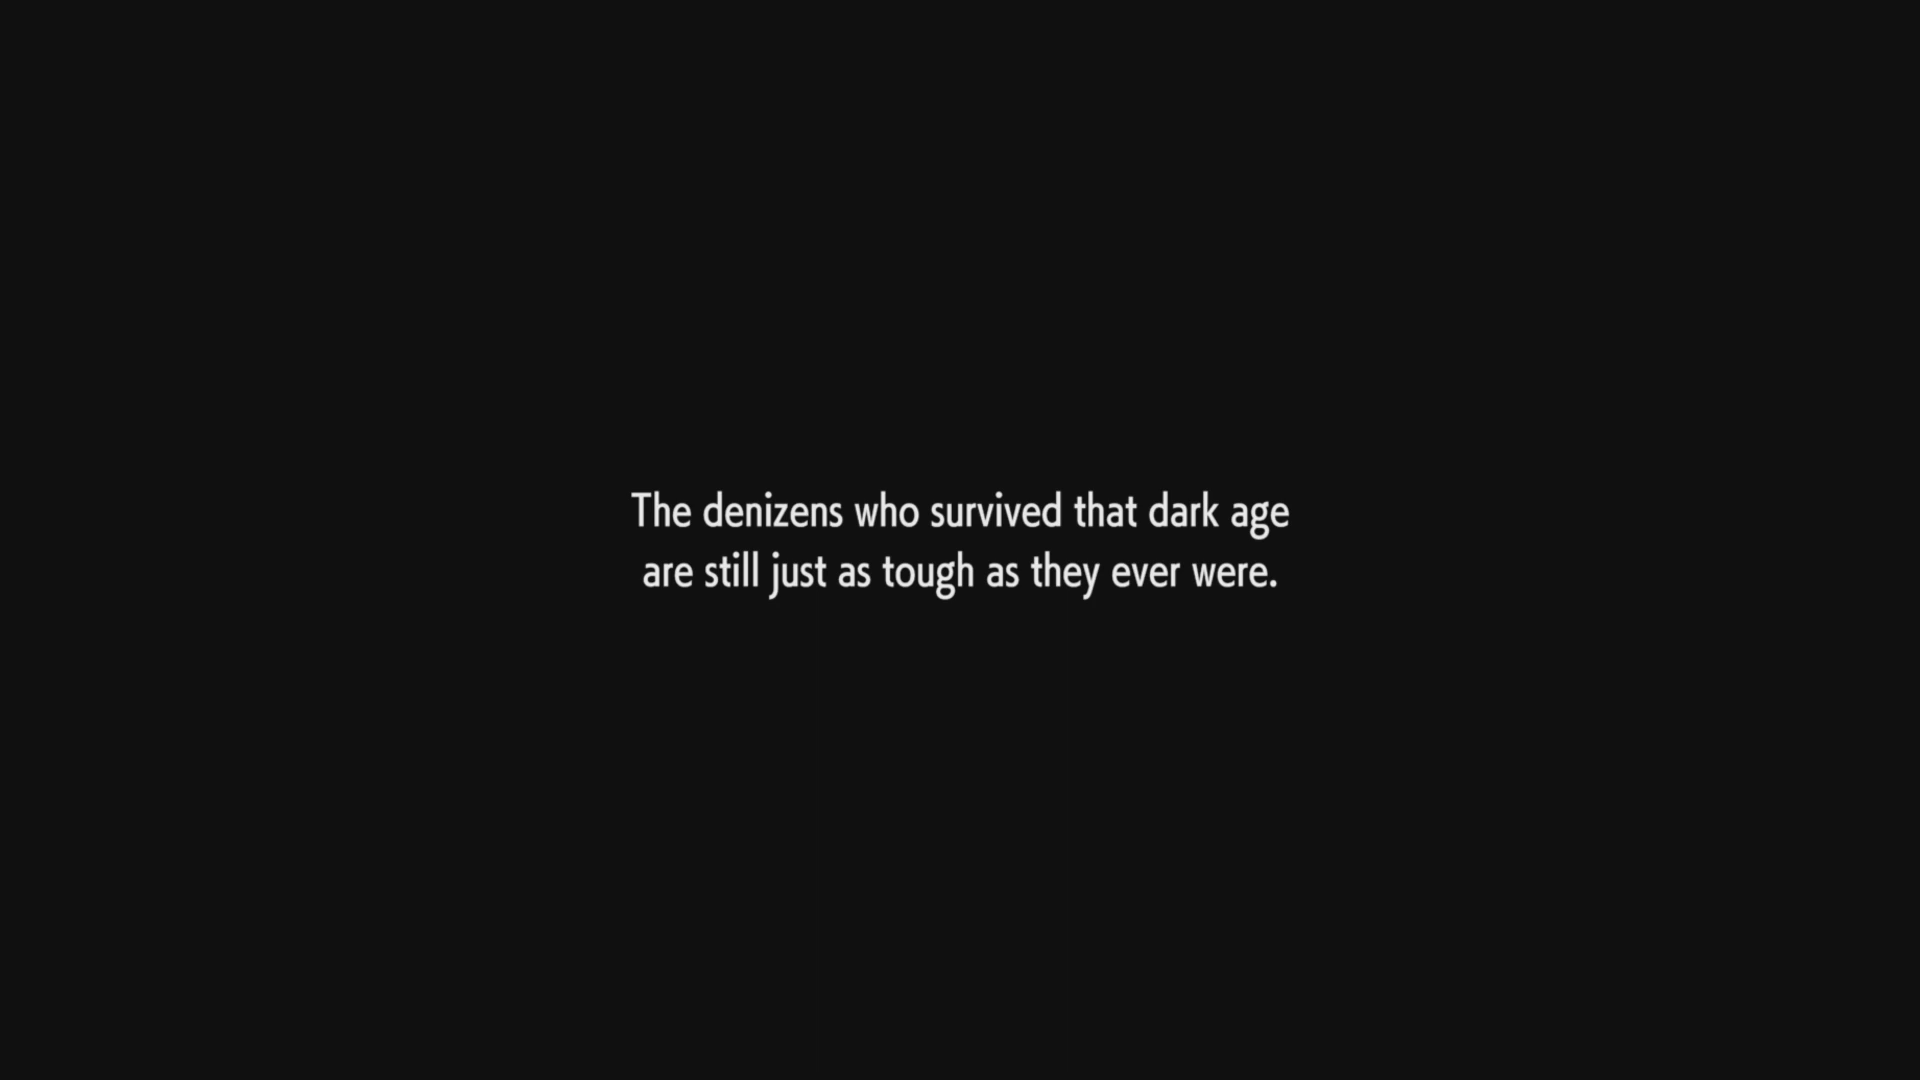 The denizens who survived that dark age
are still just as tough as they ever were.